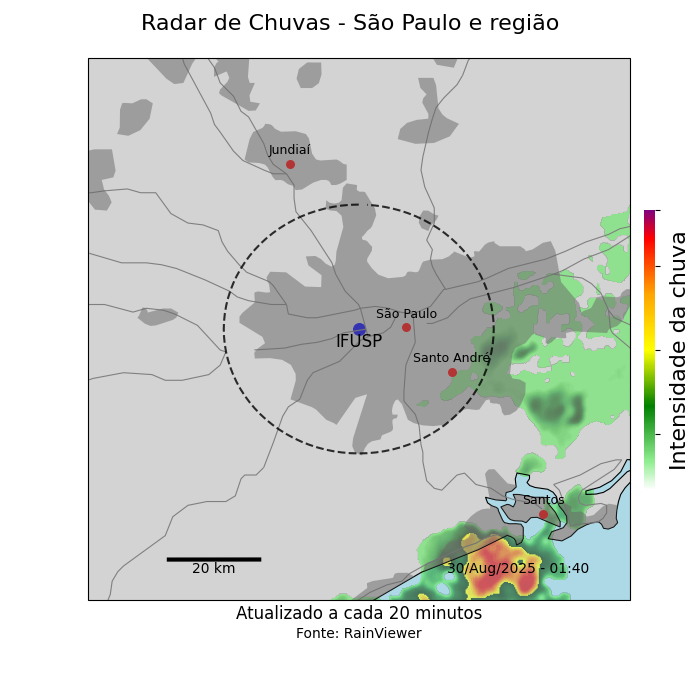 Radar de Chuvas - São Paulo e região
Jundiaí
São Paulo
IFUSP
Santo André
Santos
20 km
30/Aug/2025 - 01:40
Intensidade da chuva
Atualizado a cada 20 minutos
Fonte: RainViewer